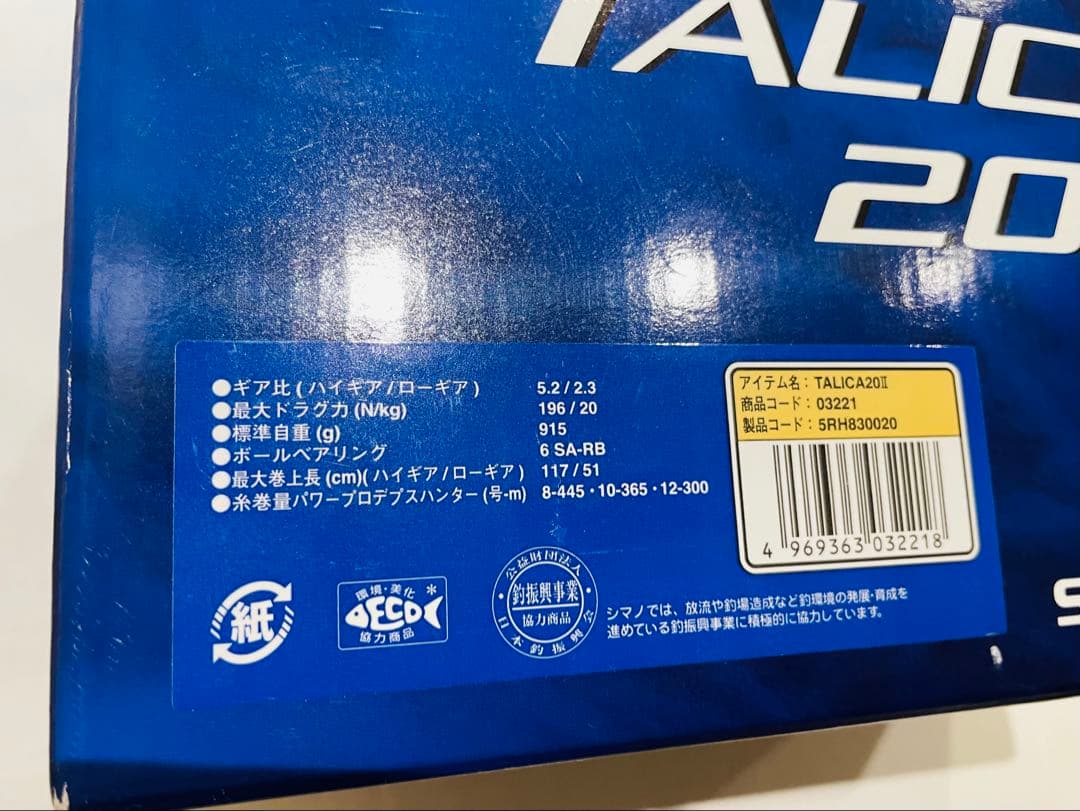 TALIC
20
●ギア比 ( ハイギア / ローギア ) 5.2 / 2.3
●最大ドラグ力 (N/kg) 196 / 20
●標準自重 (g) 915
●ボールベアリング 6 SA-RB
●最大巻上長 (cm)( ハイギア / ローギア ) 117 / 51
●糸巻量パワープロデプスハンター (号-m) 8-445・10-365・12-300
アイテム名：TALICA20Ⅱ
商品コード：03221
製品コード：5RH830020
4 969363 032218
紙
環境・美化
ECO
協力商品
公益財団法人
釣振興事業
協力商品
日本釣振興会
シマノでは、放流や釣場造成など釣環境の発展・育成を
進めている釣振興事業に積極的に協力しています。
S